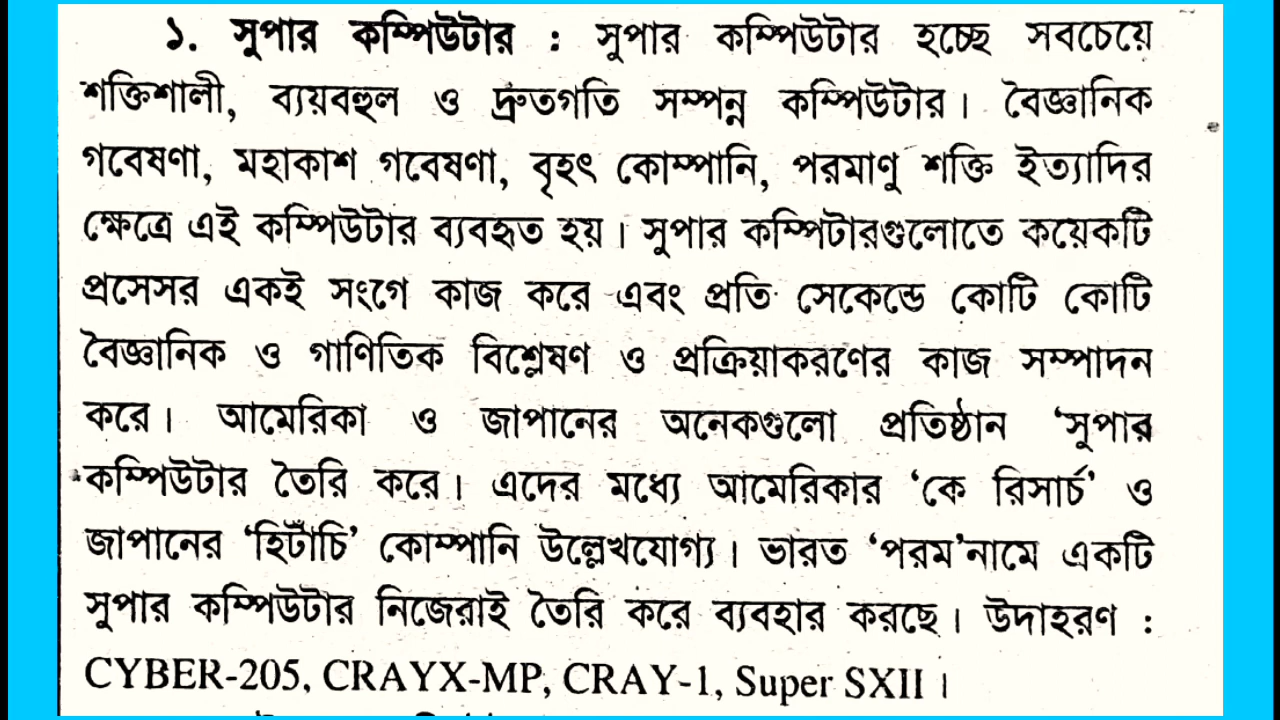 ১. সুপার কম্পিউটার : সুপার কম্পিউটার হচ্ছে সবচেয়ে
শক্তিশালী, ব্যয়বহুল ও দ্রুতগতি সম্পন্ন কম্পিউটার। বৈজ্ঞানিক
গবেষণা, মহাকাশ গবেষণা, বৃহৎ কোম্পানি, পরমাণু শক্তি ইত্যাদির
ক্ষেত্রে এই কম্পিউটার ব্যবহৃত হয়। সুপার কম্পিটারগুলোতে কয়েকটি
প্রসেসর একই সংগে কাজ করে এবং প্রতি সেকেন্ডে কোটি কোটি
বৈজ্ঞানিক ও গাণিতিক বিশ্লেষণ ও প্রক্রিয়াকরণের কাজ সম্পাদন
করে। আমেরিকা ও জাপানের অনেকগুলো প্রতিষ্ঠান ‘সুপার
কম্পিউটার তৈরি করে। এদের মধ্যে আমেরিকার ‘কে রিসার্চ’ ও
জাপানের ‘হিটাচি’ কোম্পানি উল্লেখযোগ্য। ভারত ‘পরম’নামে একটি
সুপার কম্পিউটার নিজেরাই তৈরি করে ব্যবহার করছে। উদাহরণ :
CYBER-205, CRAYX-MP, CRAY-1, Super SXII।